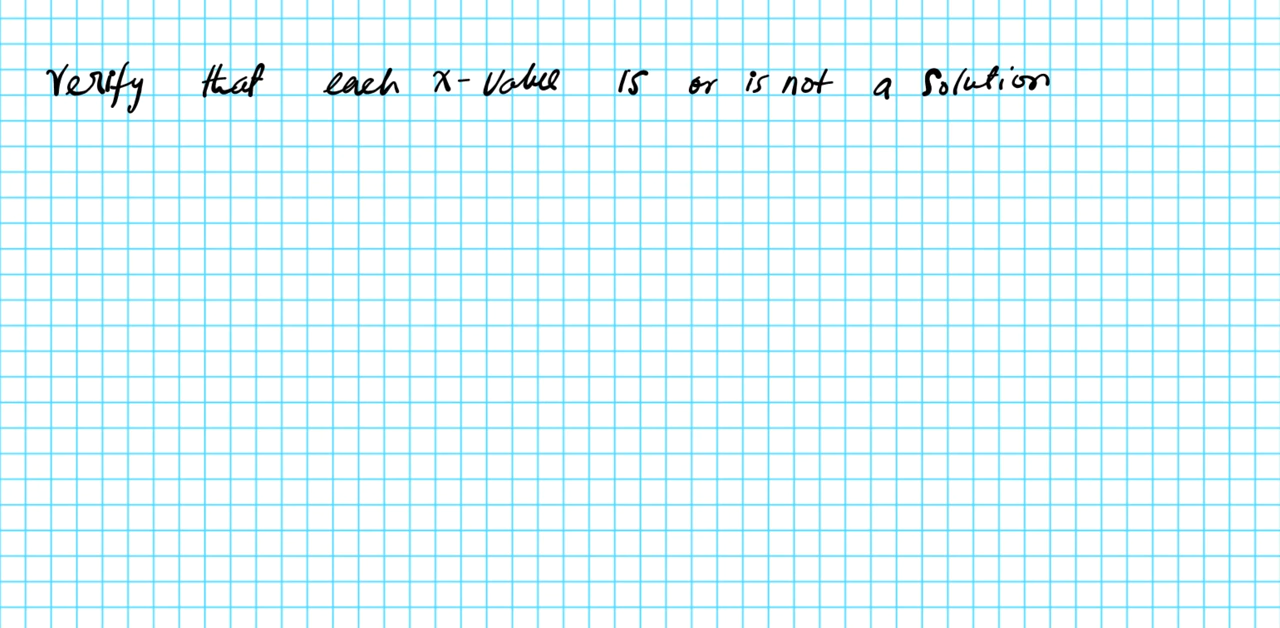 Verify that each x-value is or is not a solution